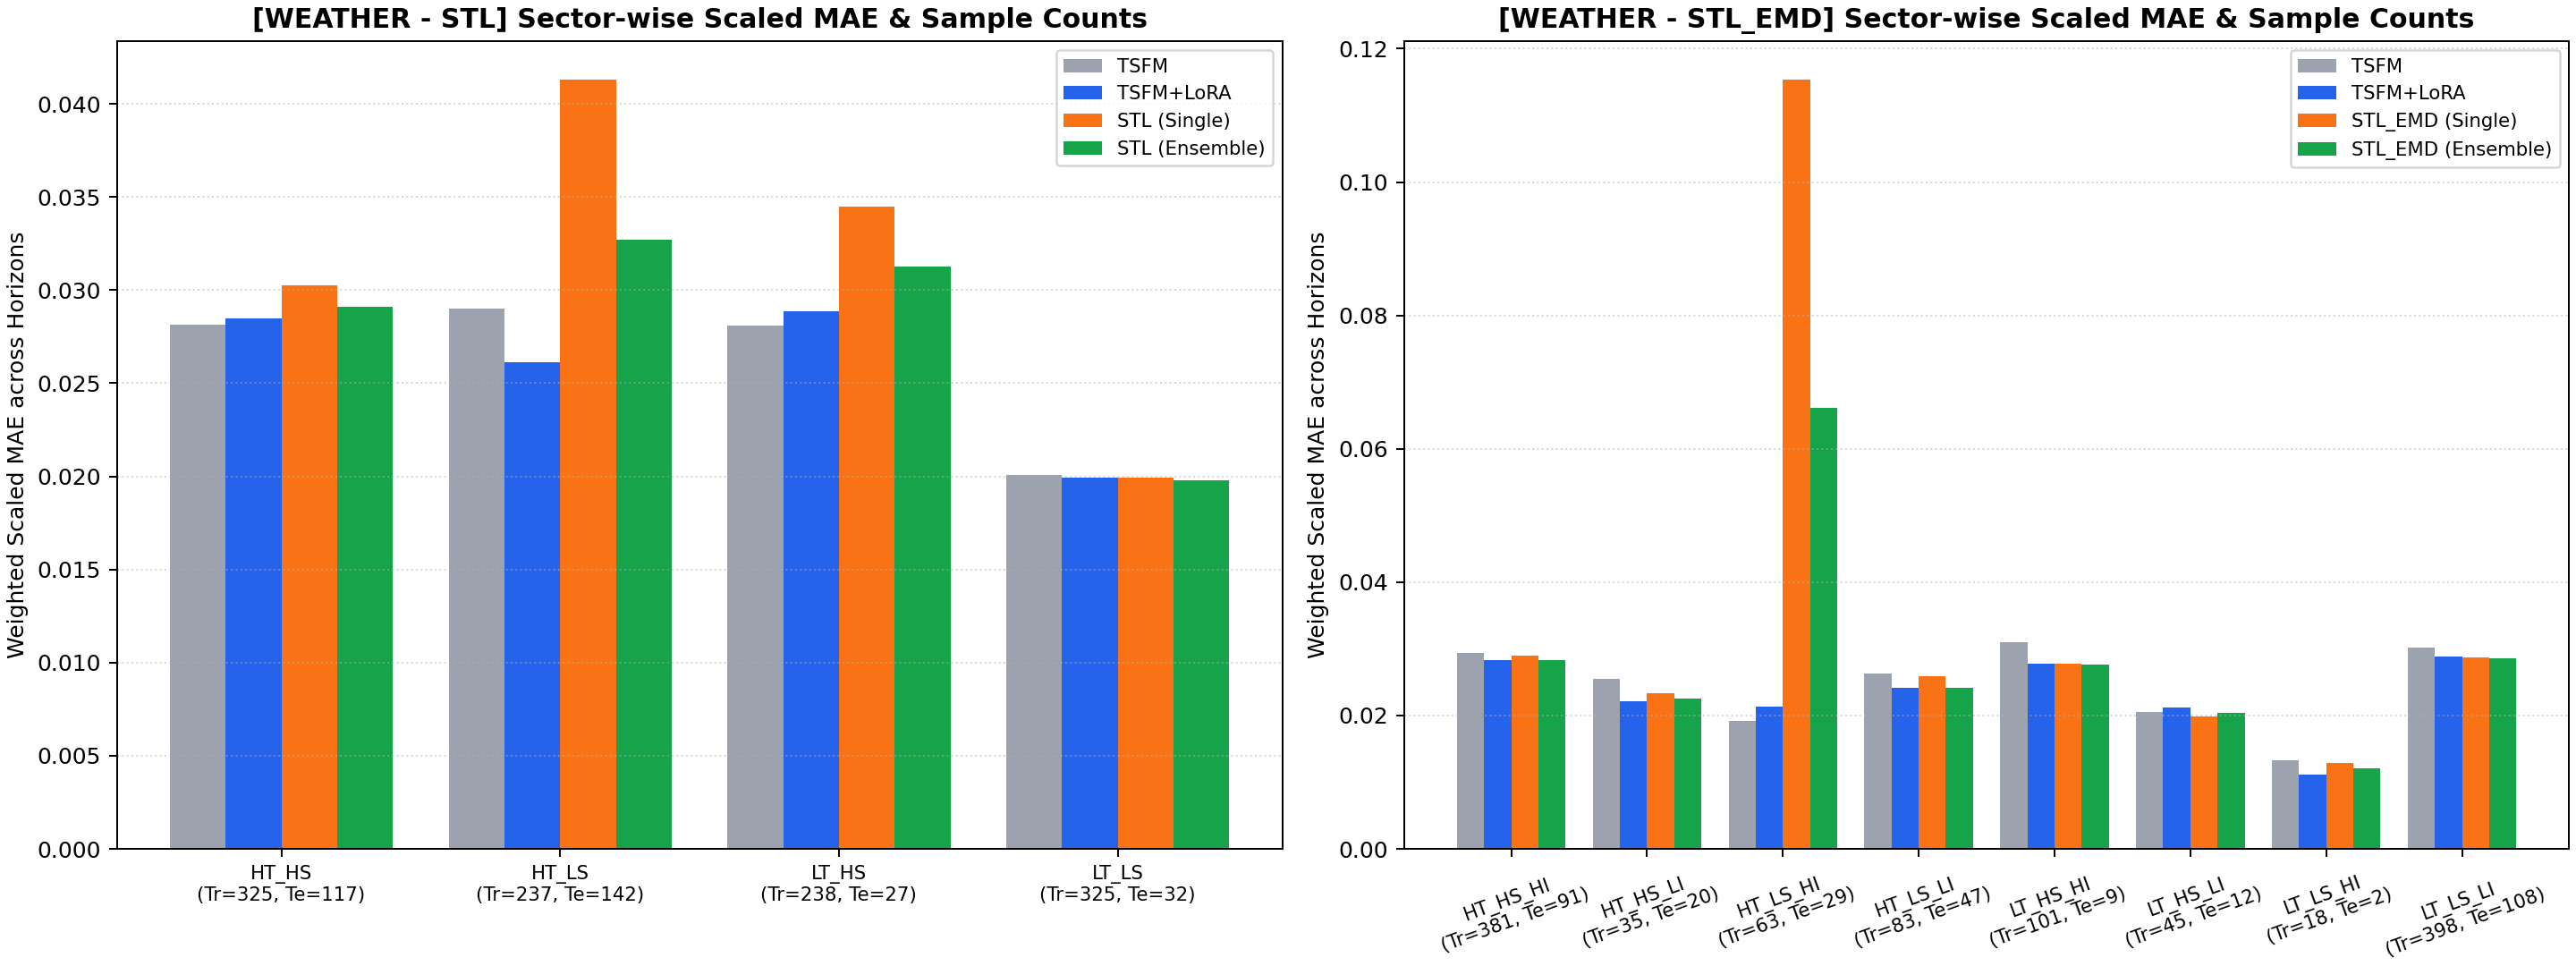 [WEATHER - STL] Sector-wise Scaled MAE & Sample Counts
Weighted Scaled MAE across Horizons
0.040
0.035
0.030
0.025
0.020
0.015
0.010
0.005
0.000
TSFM
TSFM+LoRA
STL (Single)
STL (Ensemble)
HT_HS
(Tr=325, Te=117)
HT_LS
(Tr=237, Te=142)
LT_HS
(Tr=238, Te=27)
LT_LS
(Tr=325, Te=32)
[WEATHER - STL_EMD] Sector-wise Scaled MAE & Sample Counts
Weighted Scaled MAE across Horizons
0.12
0.10
0.08
0.06
0.04
0.02
0.00
TSFM
TSFM+LoRA
STL_EMD (Single)
STL_EMD (Ensemble)
HT_HS_HI
(Tr=381, Te=91)
HT_HS_LI
(Tr=35, Te=20)
HT_LS_HI
(Tr=63, Te=29)
HT_LS_LI
(Tr=83, Te=47)
LT_HS_HI
(Tr=101, Te=9)
LT_HS_LI
(Tr=45, Te=12)
LT_LS_HI
(Tr=18, Te=2)
LT_LS_LI
(Tr=398, Te=108)